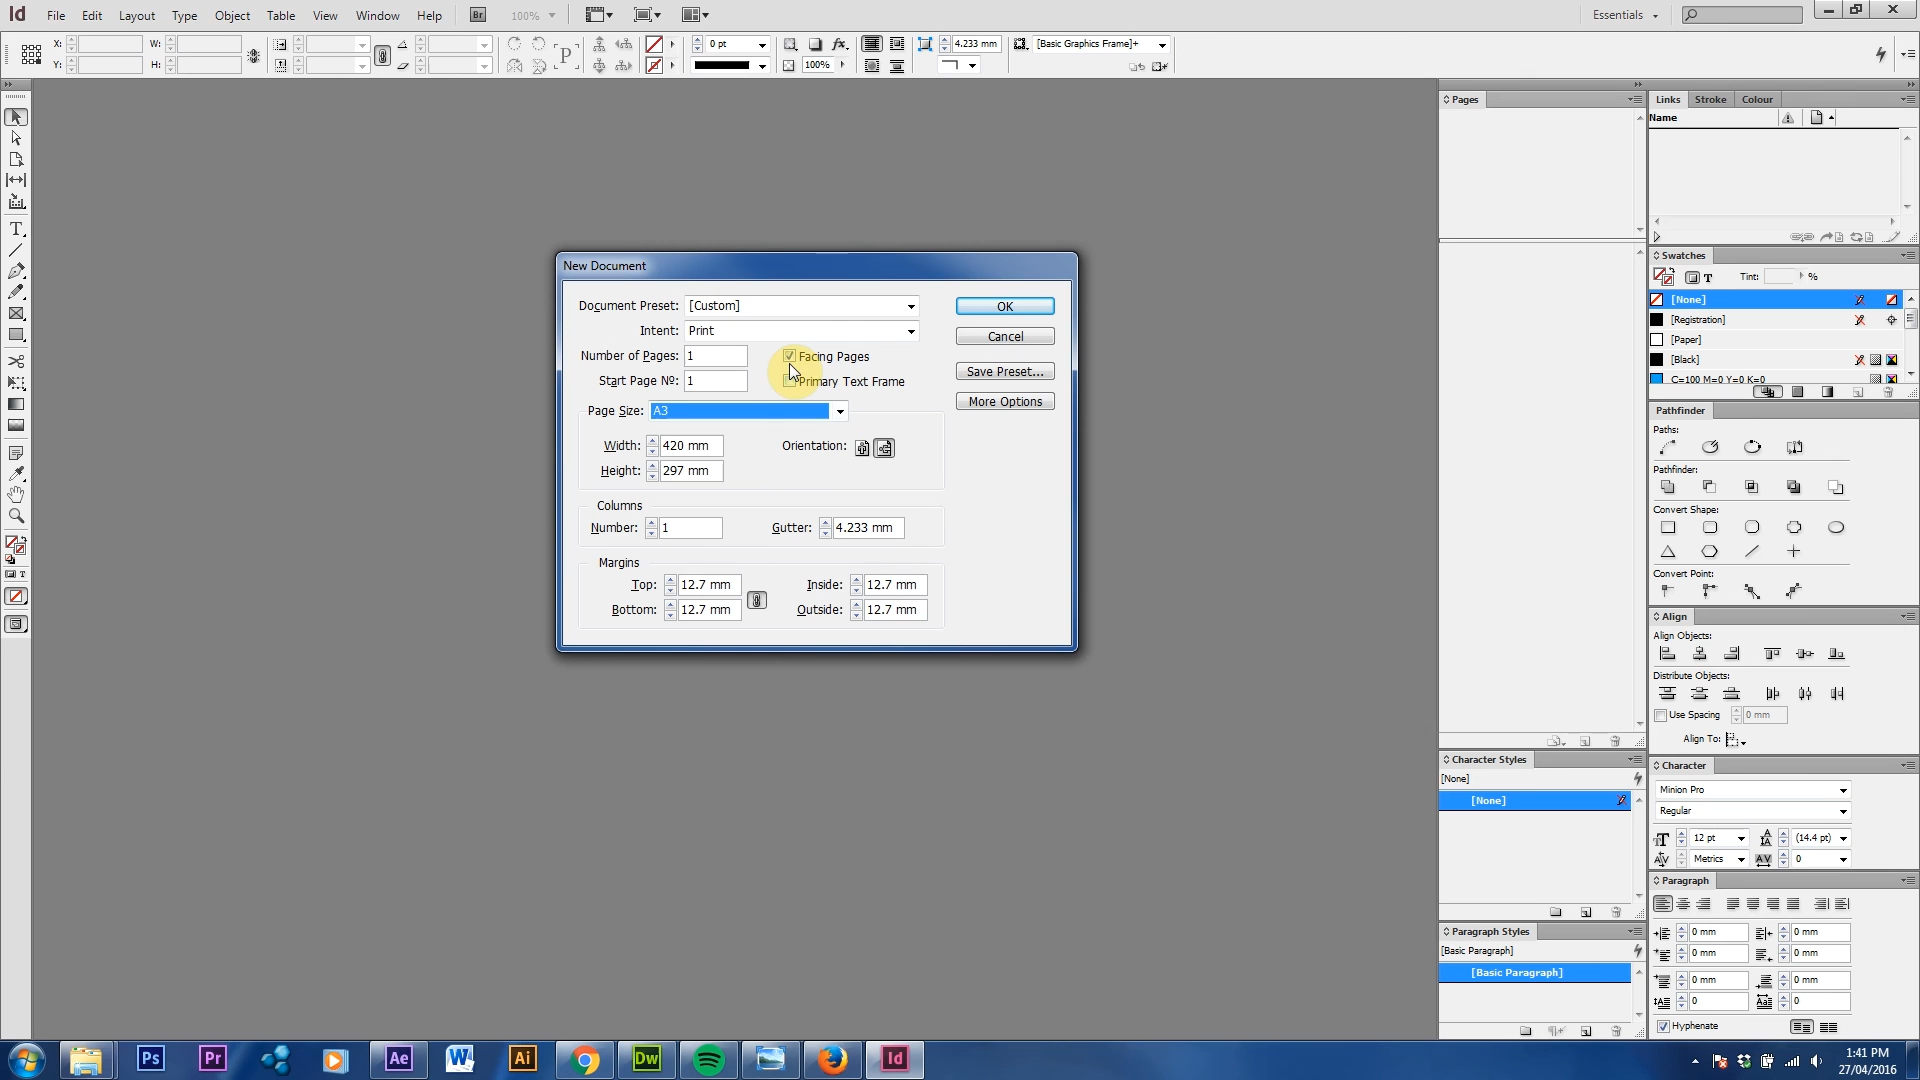 Id File Edit Layout Type Object Table View Window Help Br 100% Essentials
X: W: 0 pt 4.233 mm [Basic Graphics Frame]+
Y: H: 100%
Pages
Links Stroke Colour
Name
Swatches
Tint: %
[None]
[Registration]
[Paper]
[Black]
C=100 M=0 Y=0 K=0
Pathfinder
Paths:
Pathfinder:
Convert Shape:
Convert Point:
Align
Align Objects:
Distribute Objects:
Use Spacing 0 mm
Align To:
Character
Minion Pro
Regular
12 pt (14.4 pt)
Metrics 0
Paragraph
0 mm 0 mm
0 mm 0 mm
0 mm 0 mm
0 0
Hyphenate
Character Styles
[None]
[None]
Paragraph Styles
[Basic Paragraph]
[Basic Paragraph]
New Document
Document Preset: [Custom] OK
Intent: Print Cancel
Number of Pages: 1 Facing Pages
Start Page Nº: 1 Primary Text Frame
Save Preset...
More Options
Page Size: A3
Width: 420 mm Orientation:
Height: 297 mm
Columns
Number: 1 Gutter: 4.233 mm
Margins
Top: 12.7 mm Inside: 12.7 mm
Bottom: 12.7 mm Outside: 12.7 mm
Ps Pr Ae W Ai Dw Id
1:41 PM
27/04/2016